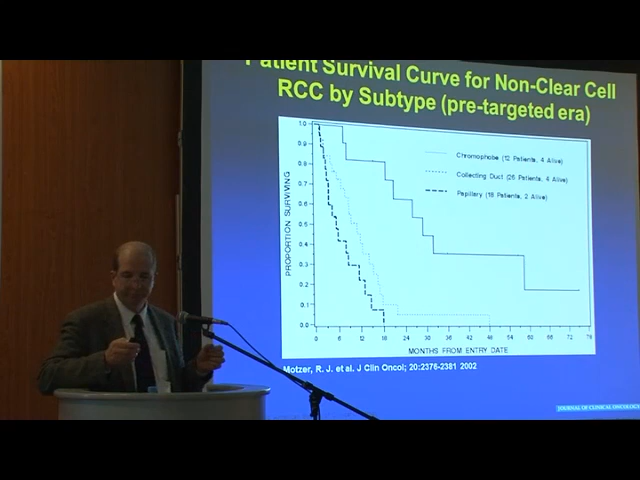 Patient Survival Curve for Non-Clear Cell
RCC by Subtype (pre-targeted era)
PROPORTION SURVIVING
1.0
0.9
0.8
0.7
0.6
0.5
0.4
0.3
0.2
0.1
0.0
Chromophobe (12 Patients, 4 Alive)
Collecting Duct (26 Patients, 4 Alive)
Papillary (18 Patients, 2 Alive)
0 6 12 18 24 30 36 42 48 54 60 66 72 78
MONTHS FROM ENTRY DATE
Motzer, R. J. et al. J Clin Oncol; 20:2376-2381 2002
JOURNAL OF CLINICAL ONCOLOGY